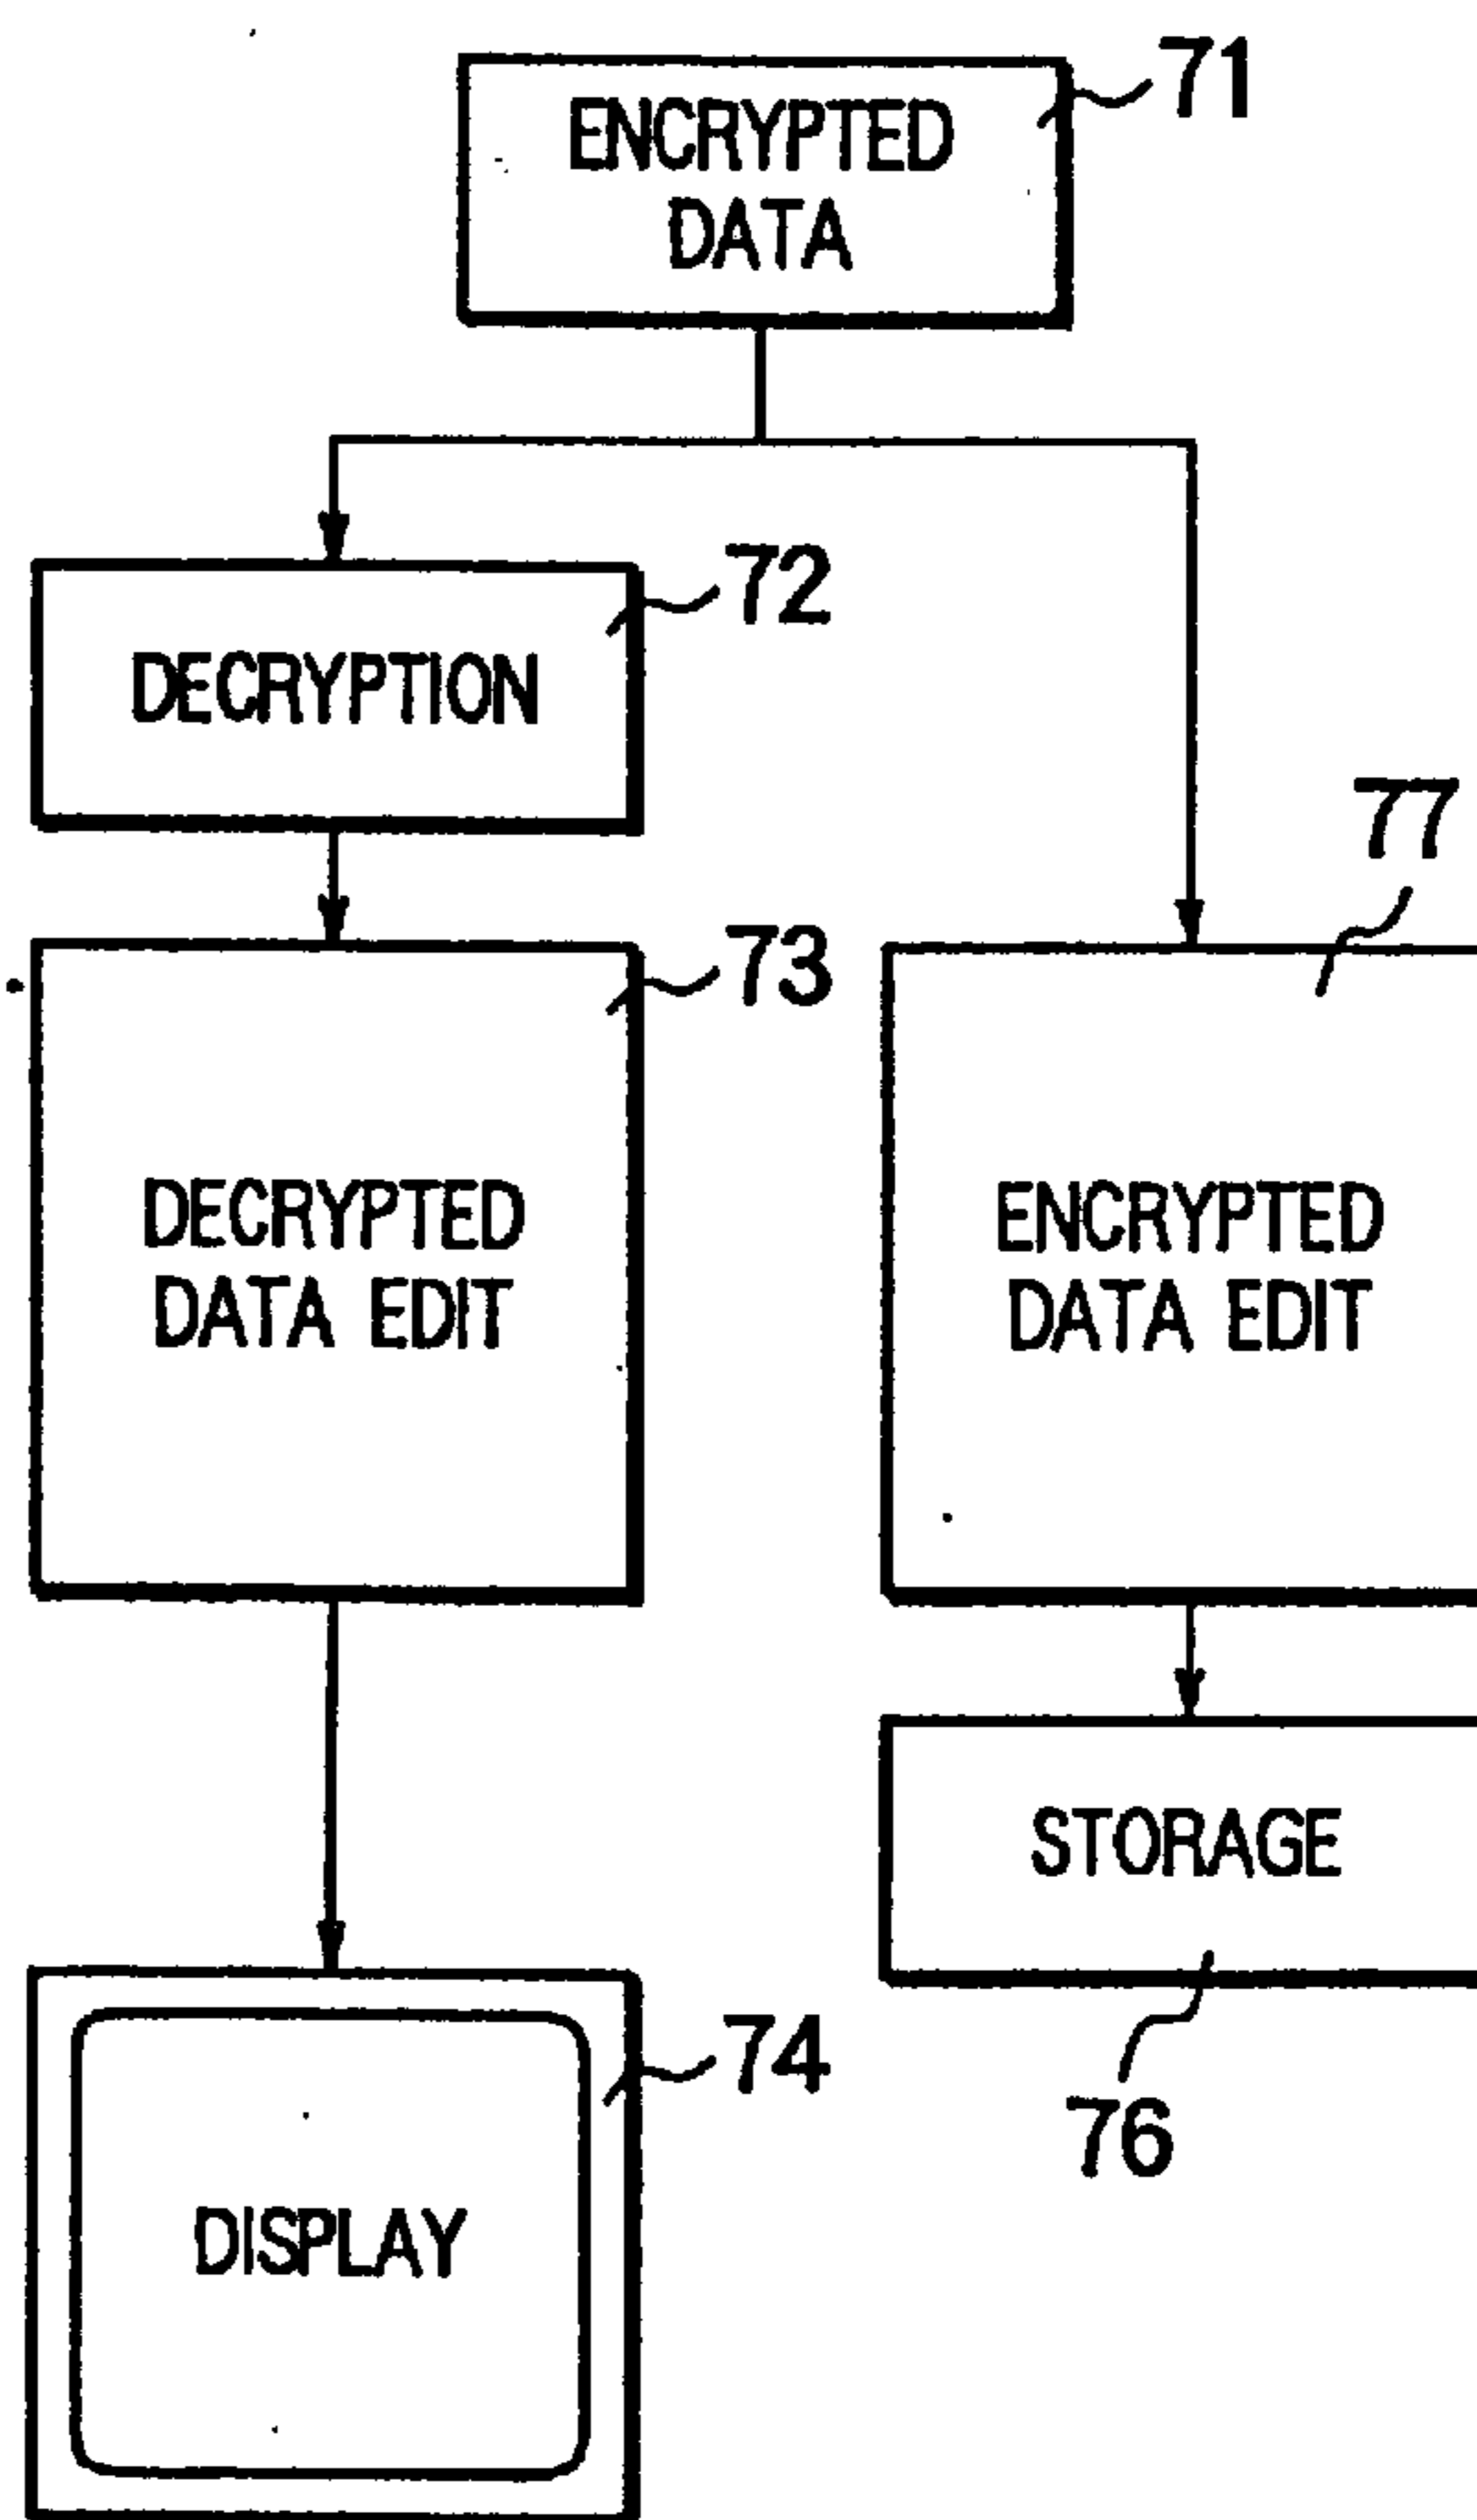 71
ENCRYPTED
DATA
72
DECRYPTION
77
73
DECRYPTED
DATA EDIT
ENCRYPTED
DATA EDIT
STORAGE
74
76
DISPLAY